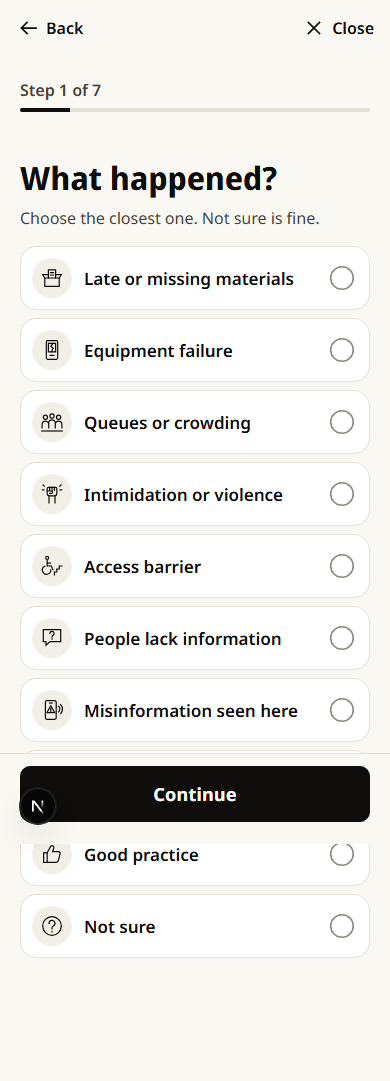 Back
Close
Step 1 of 7
What happened?
Choose the closest one. Not sure is fine.
Late or missing materials
Equipment failure
Queues or crowding
Intimidation or violence
Access barrier
People lack information
Misinformation seen here
Continue
N
Good practice
Not sure